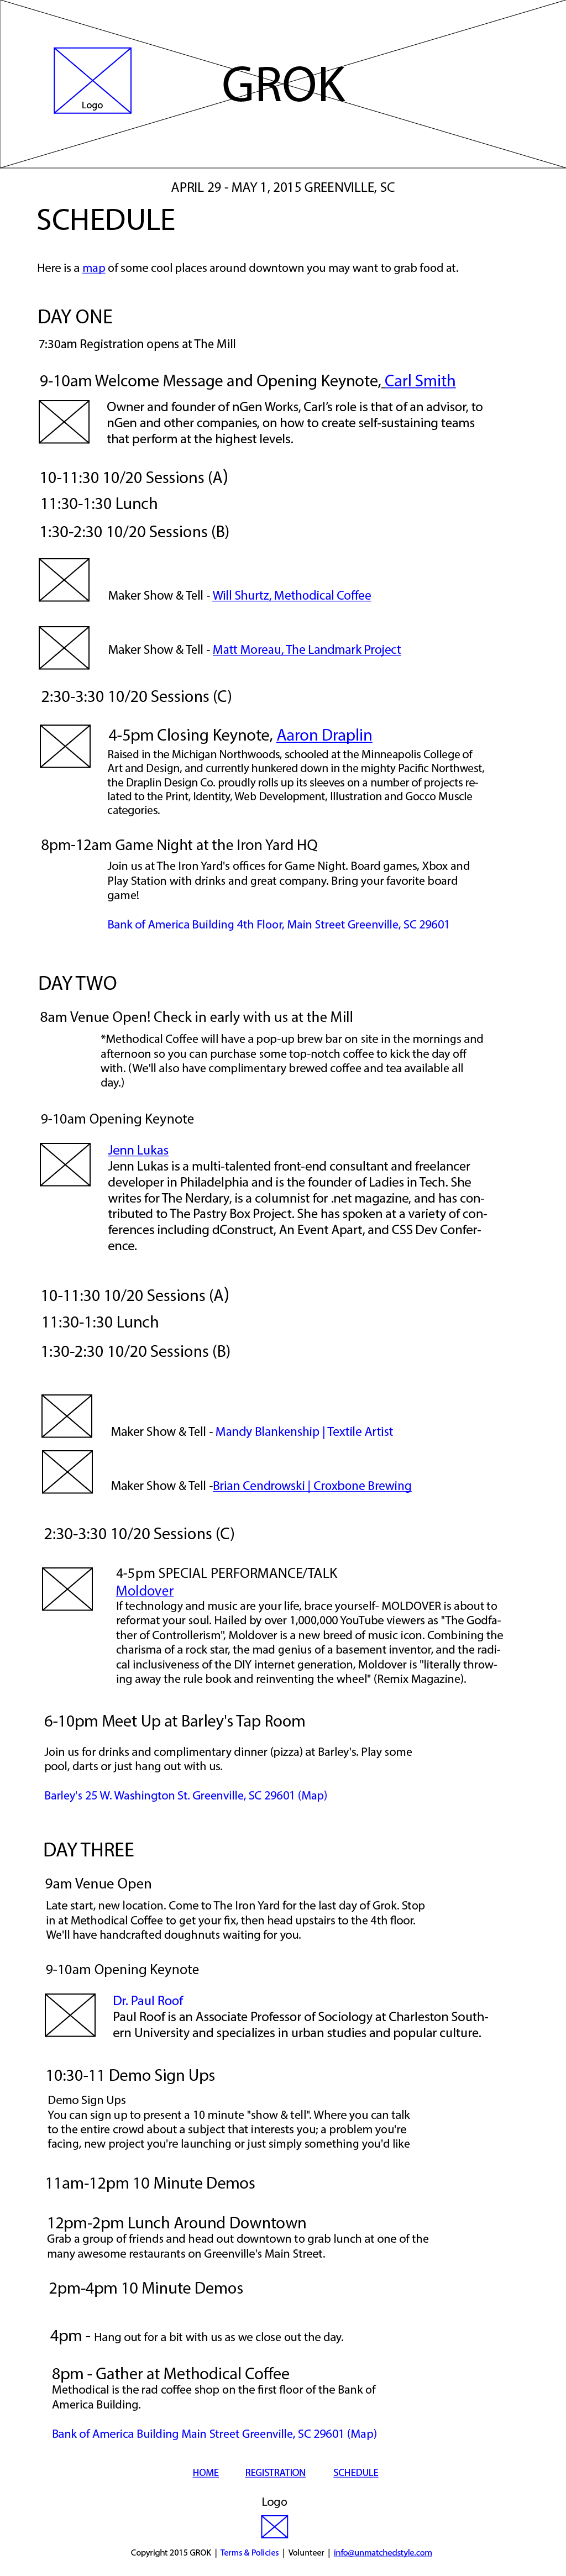 Logo
GROK
APRIL 29 - MAY 1, 2015 GREENVILLE, SC
SCHEDULE
Here is a map of some cool places around downtown you may want to grab food at.
DAY ONE
7:30am Registration opens at The Mill
9-10am Welcome Message and Opening Keynote, Carl Smith
Owner and founder of nGen Works, Carl's role is that of an advisor, to
nGen and other companies, on how to create self-sustaining teams
that perform at the highest levels.
10-11:30 10/20 Sessions (A)
11:30-1:30 Lunch
1:30-2:30 10/20 Sessions (B)
Maker Show & Tell - Will Shurtz, Methodical Coffee
Maker Show & Tell - Matt Moreau, The Landmark Project
2:30-3:30 10/20 Sessions (C)
4-5pm Closing Keynote, Aaron Draplin
Raised in the Michigan Northwoods, schooled at the Minneapolis College of
Art and Design, and currently hunkered down in the mighty Pacific Northwest,
the Draplin Design Co. proudly rolls up its sleeves on a number of projects re-
lated to the Print, Identity, Web Development, Illustration and Gocco Muscle
categories.
8pm-12am Game Night at the Iron Yard HQ
Join us at The Iron Yard's offices for Game Night. Board games, Xbox and
Play Station with drinks and great company. Bring your favorite board
game!
Bank of America Building 4th Floor, Main Street Greenville, SC 29601
DAY TWO
8am Venue Open! Check in early with us at the Mill
*Methodical Coffee will have a pop-up brew bar on site in the mornings and
afternoon so you can purchase some top-notch coffee to kick the day off
with. (We'll also have complimentary brewed coffee and tea available all
day.)
9-10am Opening Keynote
Jenn Lukas
Jenn Lukas is a multi-talented front-end consultant and freelancer
developer in Philadelphia and is the founder of Ladies in Tech. She
writes for The Nerdary, is a columnist for .net magazine, and has con-
tributed to The Pastry Box Project. She has spoken at a variety of con-
ferences including dConstruct, An Event Apart, and CSS Dev Confer-
ence.
10-11:30 10/20 Sessions (A)
11:30-1:30 Lunch
1:30-2:30 10/20 Sessions (B)
Maker Show & Tell - Mandy Blankenship | Textile Artist
Maker Show & Tell -Brian Cendrowski | Croxbone Brewing
2:30-3:30 10/20 Sessions (C)
4-5pm SPECIAL PERFORMANCE/TALK
Moldover
If technology and music are your life, brace yourself- MOLDOVER is about to
reformat your soul. Hailed by over 1,000,000 YouTube viewers as "The Godfa-
ther of Controllerism", Moldover is a new breed of music icon. Combining the
charisma of a rock star, the mad genius of a basement inventor, and the radi-
cal inclusiveness of the DIY internet generation, Moldover is "literally throw-
ing away the rule book and reinventing the wheel" (Remix Magazine).
6-10pm Meet Up at Barley's Tap Room
Join us for drinks and complimentary dinner (pizza) at Barley's. Play some
pool, darts or just hang out with us.
Barley's 25 W. Washington St. Greenville, SC 29601 (Map)
DAY THREE
9am Venue Open
Late start, new location. Come to The Iron Yard for the last day of Grok. Stop
in at Methodical Coffee to get your fix, then head upstairs to the 4th floor.
We'll have handcrafted doughnuts waiting for you.
9-10am Opening Keynote
Dr. Paul Roof
Paul Roof is an Associate Professor of Sociology at Charleston South-
ern University and specializes in urban studies and popular culture.
10:30-11 Demo Sign Ups
Demo Sign Ups
You can sign up to present a 10 minute "show & tell". Where you can talk
to the entire crowd about a subject that interests you; a problem you're
facing, new project you're launching or just simply something you'd like
11am-12pm 10 Minute Demos
12pm-2pm Lunch Around Downtown
Grab a group of friends and head out downtown to grab lunch at one of the
many awesome restaurants on Greenville's Main Street.
2pm-4pm 10 Minute Demos
4pm - Hang out for a bit with us as we close out the day.
8pm - Gather at Methodical Coffee
Methodical is the rad coffee shop on the first floor of the Bank of
America Building.
Bank of America Building Main Street Greenville, SC 29601 (Map)
HOME REGISTRATION SCHEDULE
Logo
Copyright 2015 GROK | Terms & Policies | Volunteer | info@unmatchedstyle.com